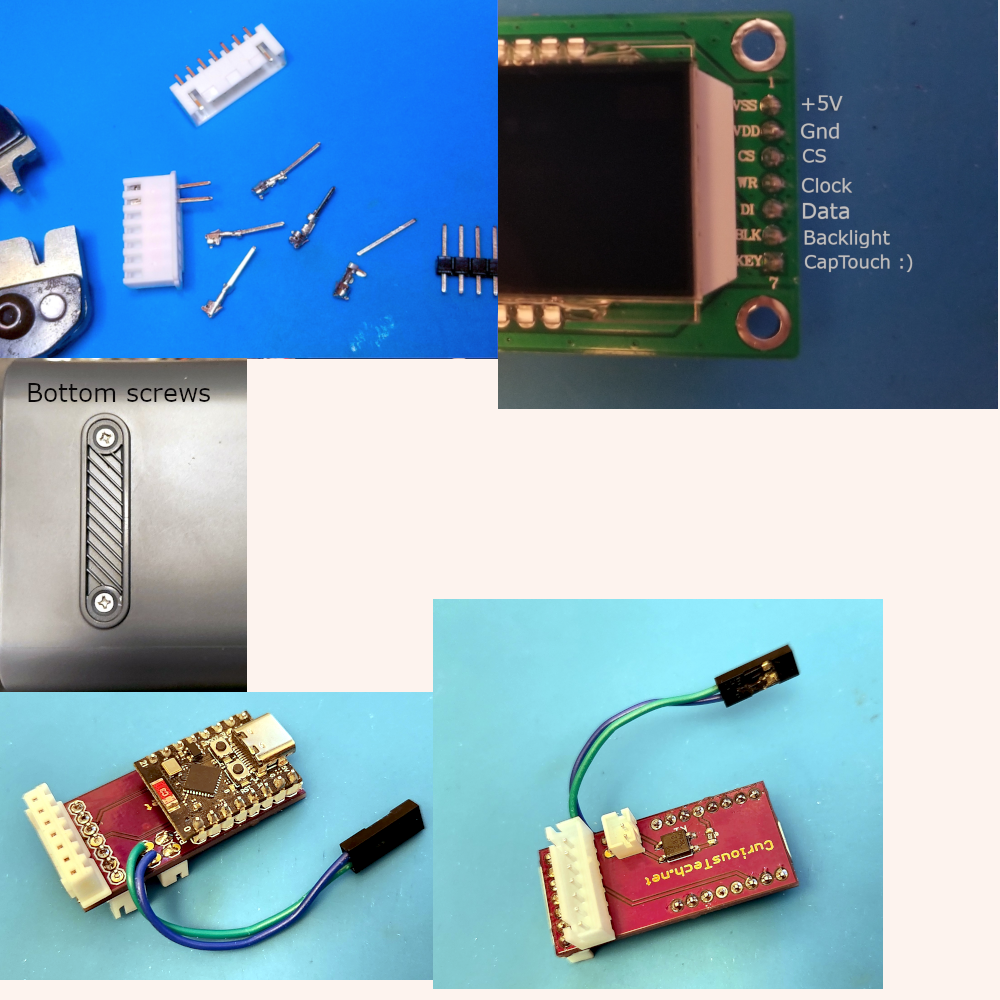 1
VSS +5V
VDD Gnd
CS CS
WR Clock
DI Data
BLK Backlight
KEY CapTouch :)
7
Bottom screws
C3
CuriousTech.net